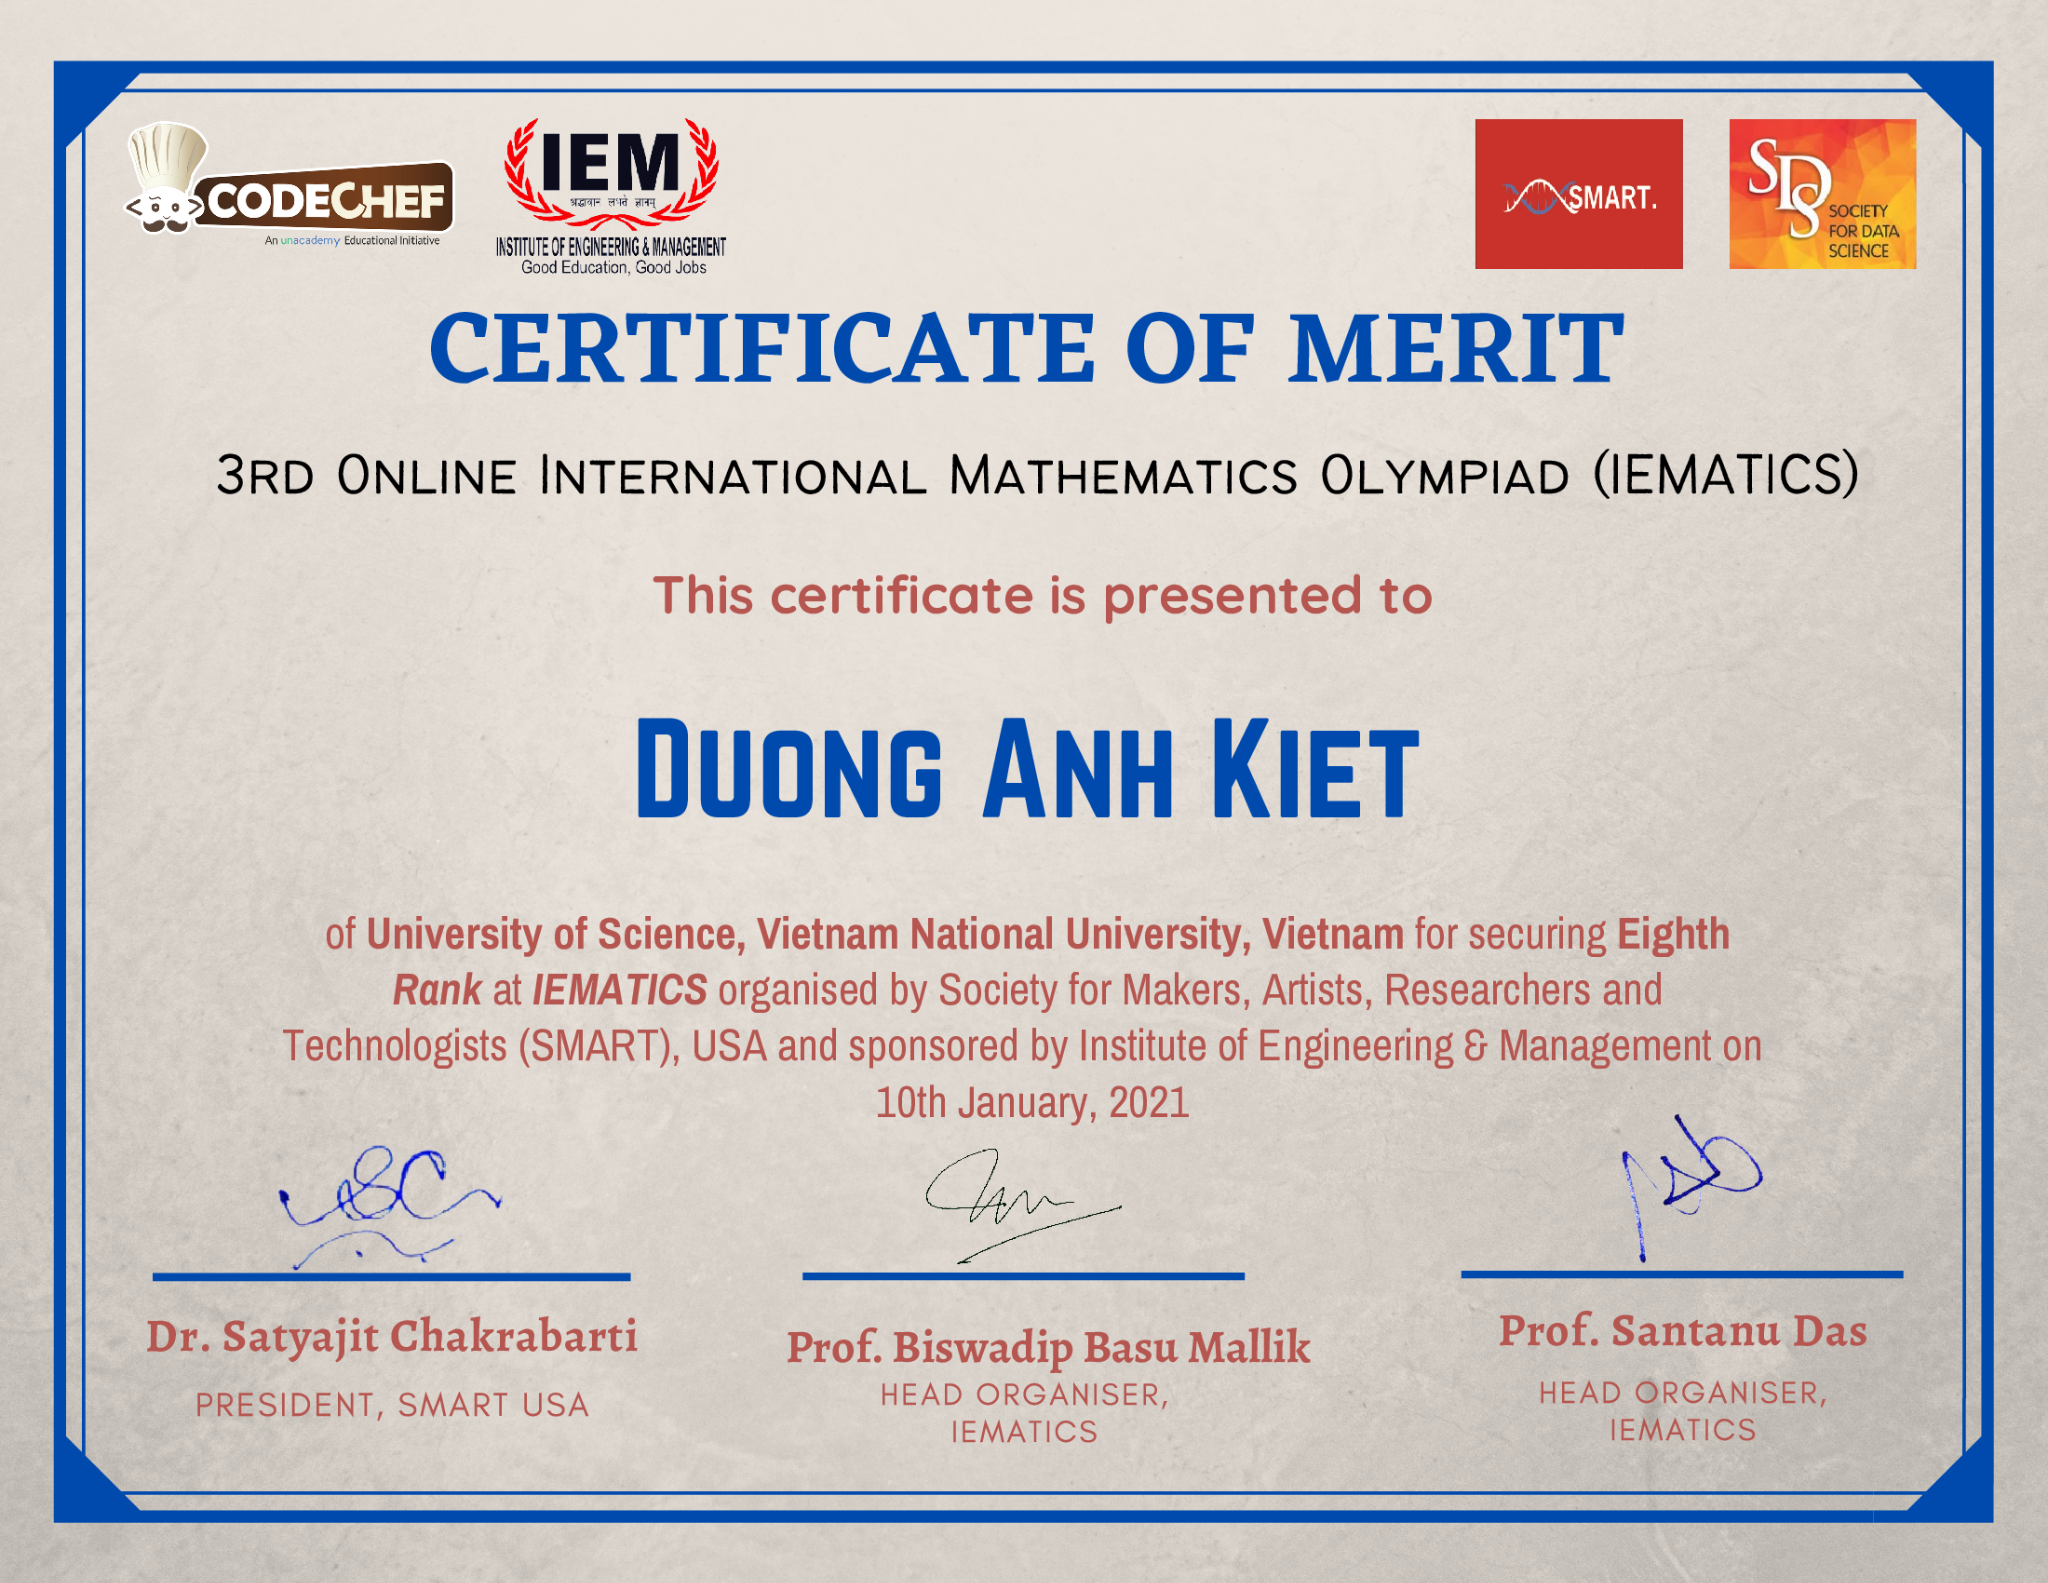 CODECHEF
An unacademy Educational Initiative
IEM
श्रद्धावान लभते ज्ञानम्
INSTITUTE OF ENGINEERING & MANAGEMENT
Good Education, Good Jobs
SMART.
SDS
SOCIETY
FOR DATA
SCIENCE
CERTIFICATE OF MERIT
3RD ONLINE INTERNATIONAL MATHEMATICS OLYMPIAD (IEMATICS)
This certificate is presented to
DUONG ANH KIET
of University of Science, Vietnam National University, Vietnam for securing Eighth
Rank at IEMATICS organised by Society for Makers, Artists, Researchers and
Technologists (SMART), USA and sponsored by Institute of Engineering & Management on
10th January, 2021
Dr. Satyajit Chakrabarti
PRESIDENT, SMART USA
Prof. Biswadip Basu Mallik
HEAD ORGANISER,
IEMATICS
Prof. Santanu Das
HEAD ORGANISER,
IEMATICS